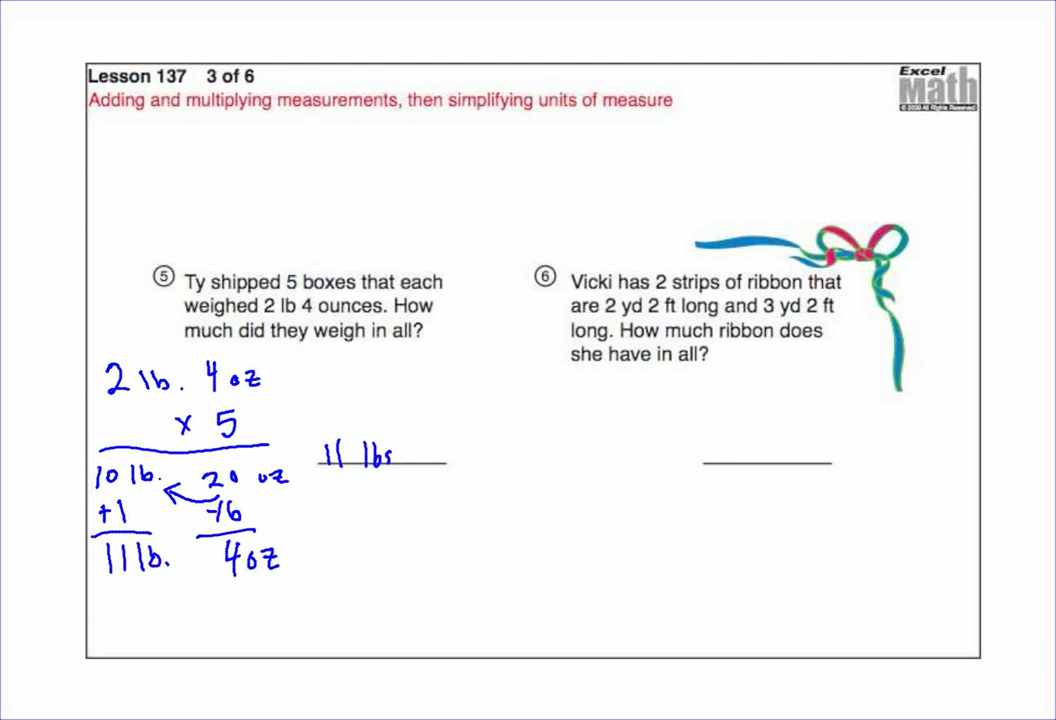 Lesson 137 3 of 6
Adding and multiplying measurements, then simplifying units of measure
Excel
Math
© 2009 All Rights Reserved
⑤ Ty shipped 5 boxes that each
weighed 2 lb 4 ounces. How
much did they weigh in all?
2 lb. 4 oz
x 5
10 lb. 20 oz
+1 -16
11 lb. 4 oz
11 lbs
⑥ Vicki has 2 strips of ribbon that
are 2 yd 2 ft long and 3 yd 2 ft
long. How much ribbon does
she have in all?